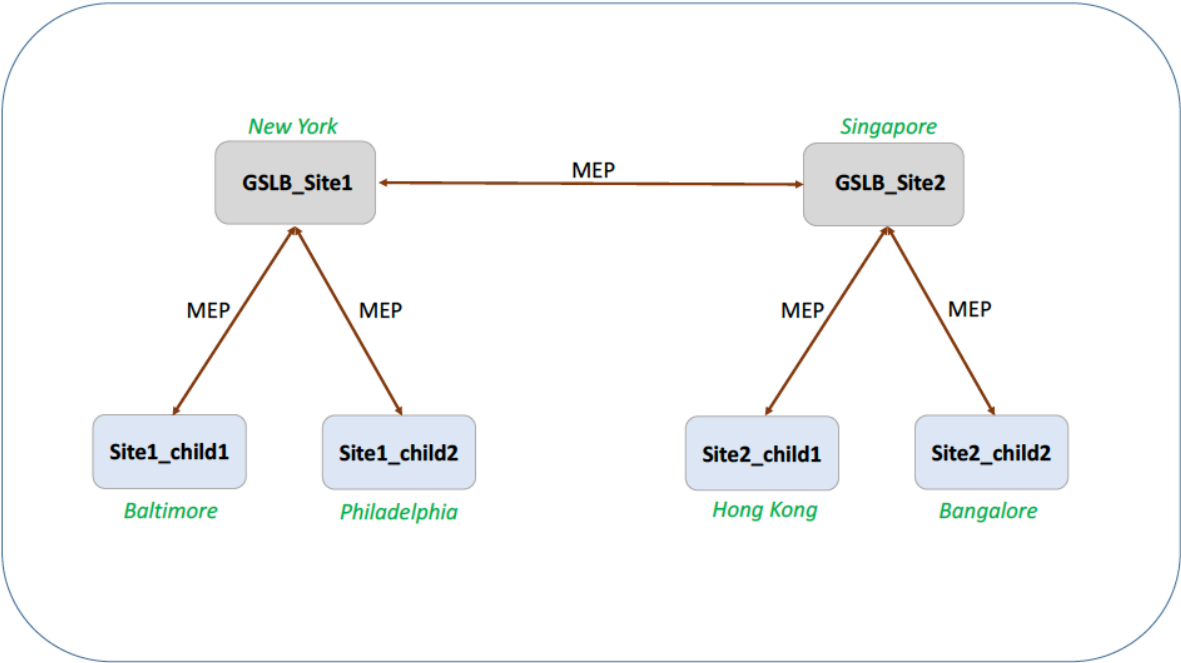 New York
Singapore
GSLB_Site1
MEP
GSLB_Site2
MEP
MEP
MEP
MEP
Site1_child1
Site1_child2
Site2_child1
Site2_child2
Baltimore
Philadelphia
Hong Kong
Bangalore